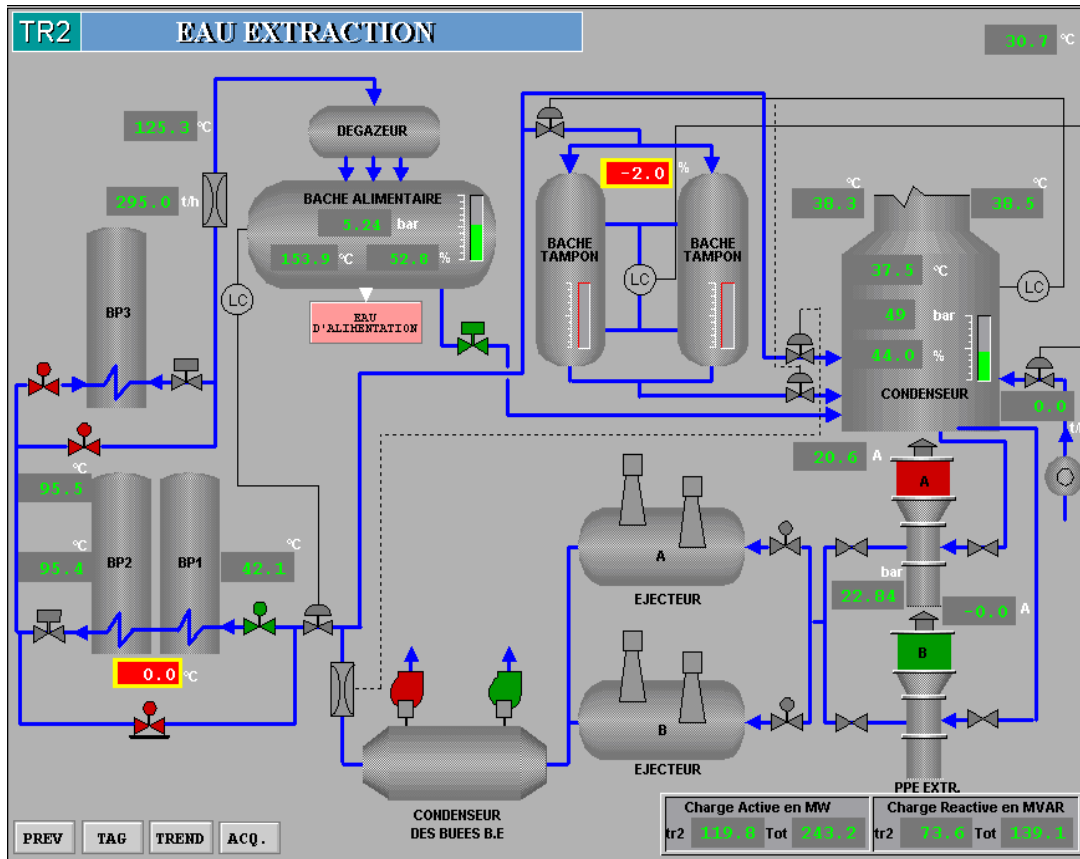 TR2 EAU EXTRACTION
30.7 °C
125.3 °C
DEGAZEUR
295.0 t/h
BACHE ALIMENTAIRE
5.24 bar
153.9 °C 52.8 %
LC
EAU
D'ALIMENTATION
-2.0 %
BACHE
TAMPON
BACHE
TAMPON
LC
°C
38.3
°C
38.5
37.5 °C
49 bar
44.0 %
CONDENSEUR
LC
0.0
t/
BP3
°C
95.5
°C
95.4
BP2
BP1
°C
42.1
0.0 °C
20.6 A
A
bar
22.84
-0.0 A
B
A
EJECTEUR
B
EJECTEUR
PPE EXTR.
CONDENSEUR
DES BUEES B.E
Charge Active en MW
tr2 119.8 Tot 243.2
Charge Reactive en MVAR
tr2 73.6 Tot 139.1
PREV TAG TREND ACQ.